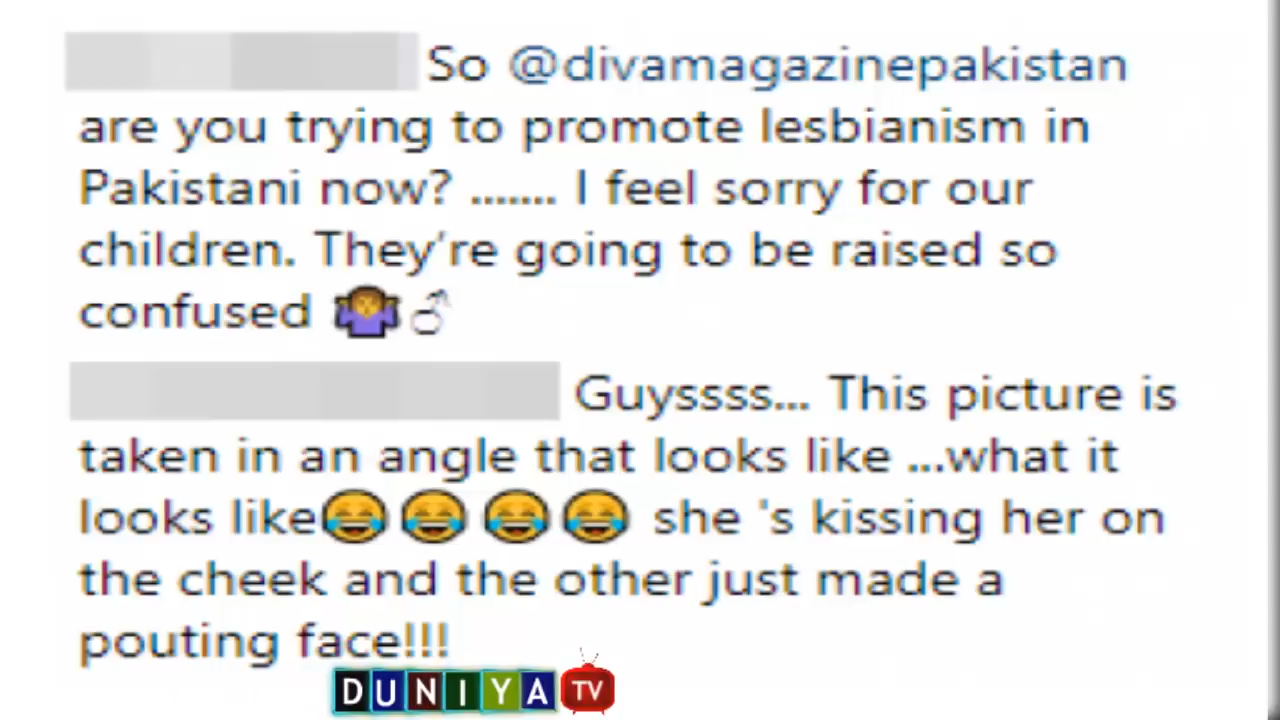 So @divamagazinepakistan
are you trying to promote lesbianism in
Pakistani now? ....... I feel sorry for our
children. They're going to be raised so
confused 🤷🏽♂
Guyssss... This picture is
taken in an angle that looks like ...what it
looks like😂😂😂😂 she 's kissing her on
the cheek and the other just made a
pouting face!!!
DUNIYA TV